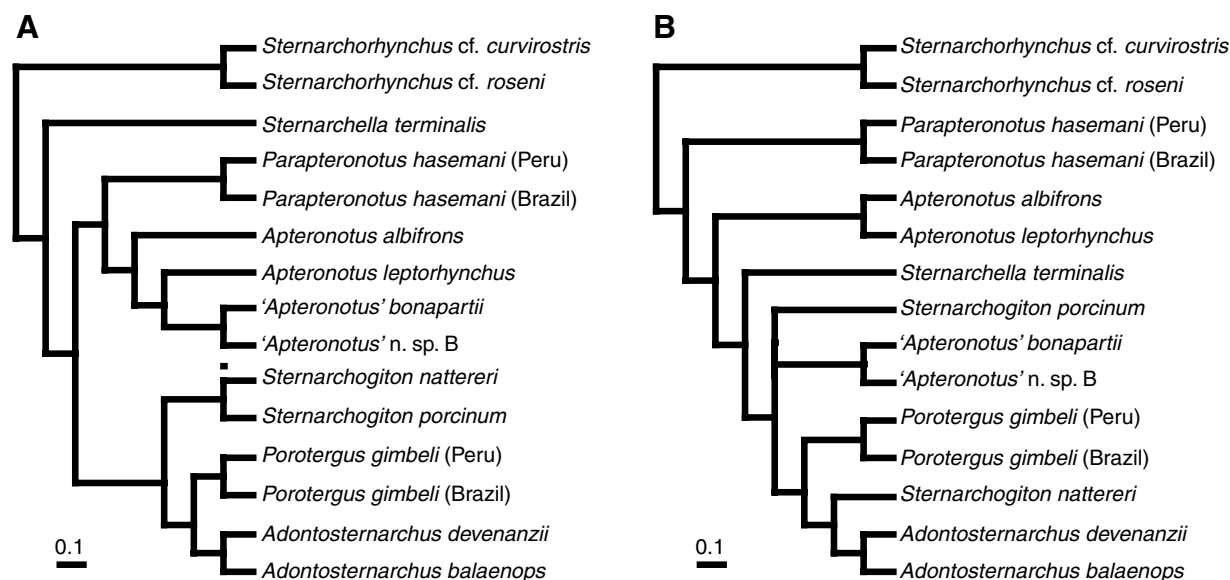 A
Sternarchorhynchus cf. curvirostris
Sternarchorhynchus cf. roseni
Sternarchella terminalis
Parapteronotus hasemani (Peru)
Parapteronotus hasemani (Brazil)
Apteronotus albifrons
Apteronotus leptorhynchus
‘Apteronotus’ bonapartii
‘Apteronotus’ n. sp. B
Sternarchogiton nattereri
Sternarchogiton porcinum
Porotergus gimbeli (Peru)
Porotergus gimbeli (Brazil)
Adontosternarchus devenanzii
Adontosternarchus balaenops
0.1
B
Sternarchorhynchus cf. curvirostris
Sternarchorhynchus cf. roseni
Parapteronotus hasemani (Peru)
Parapteronotus hasemani (Brazil)
Apteronotus albifrons
Apteronotus leptorhynchus
Sternarchella terminalis
Sternarchogiton porcinum
‘Apteronotus’ bonapartii
‘Apteronotus’ n. sp. B
Porotergus gimbeli (Peru)
Porotergus gimbeli (Brazil)
Sternarchogiton nattereri
Adontosternarchus devenanzii
Adontosternarchus balaenops
0.1